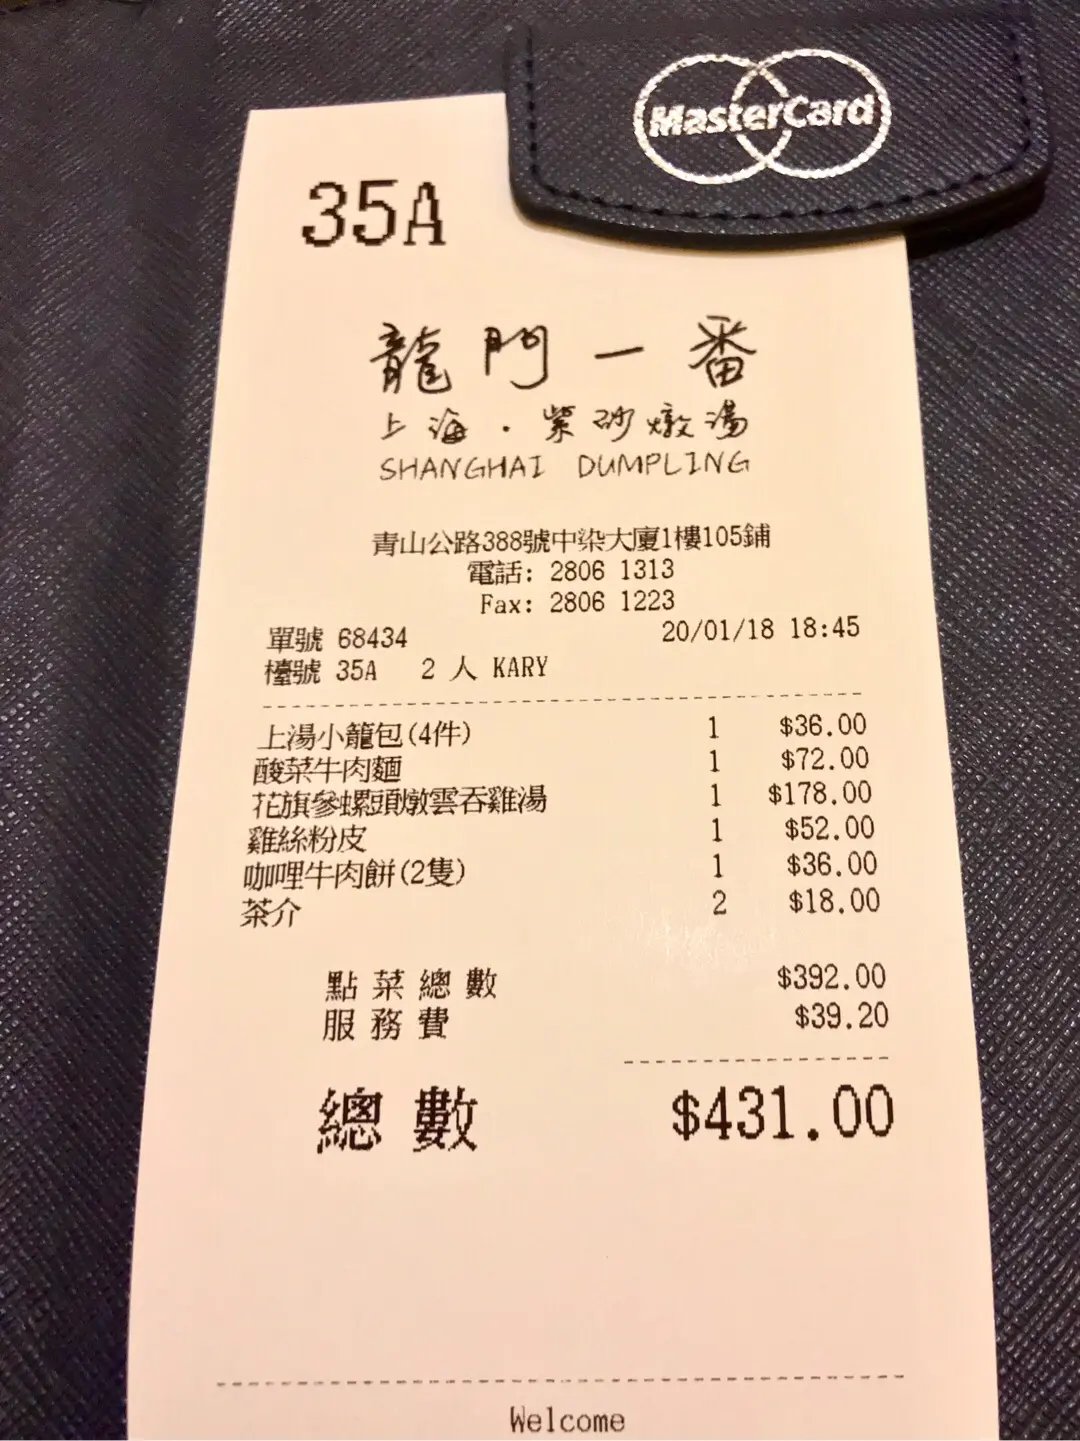 MasterCard
35A
龍門一番
上海．紫砂燉湯
SHANGHAI DUMPLING
青山公路388號中染大廈1樓105鋪
電話: 2806 1313
Fax: 2806 1223
單號 68434 20/01/18 18:45
檯號 35A 2 人 KARY
上湯小籠包(4件) 1 $36.00
酸菜牛肉麵 1 $72.00
花旗參螺頭燉雲吞雞湯 1 $178.00
雞絲粉皮 1 $52.00
咖哩牛肉餅(2隻) 1 $36.00
茶介 2 $18.00
點菜總數 $392.00
服務費 $39.20
總數 $431.00
Welcome